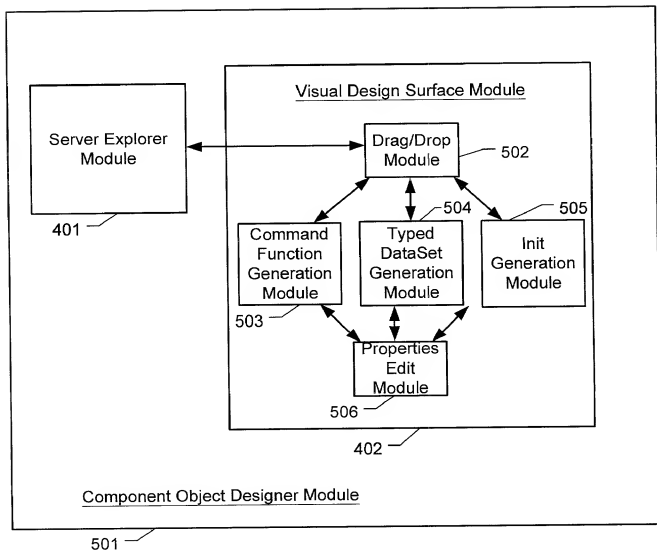 Visual Design Surface Module
Server Explorer
Module
401
Drag/Drop
Module
502
504
505
Command
Function
Generation
Module
503
Typed
DataSet
Generation
Module
Init
Generation
Module
Properties
Edit
Module
506
402
Component Object Designer Module
501